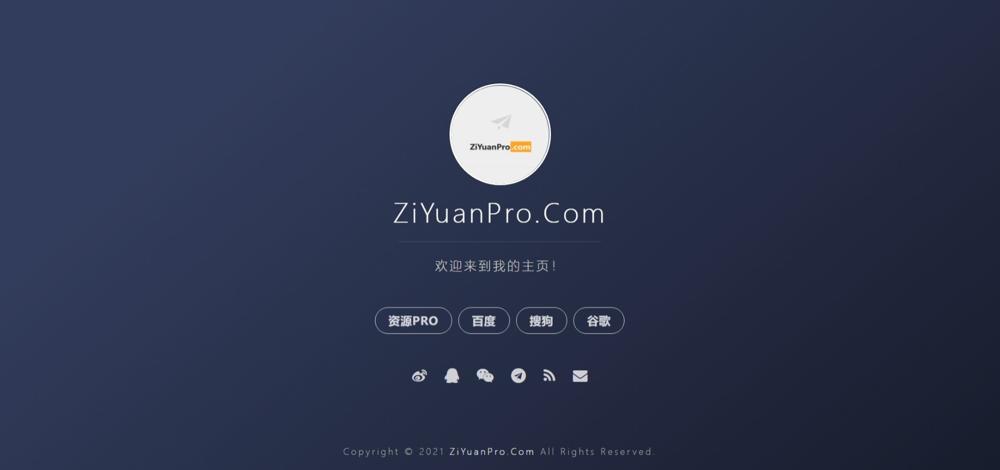 ZiYuanPro.com
ZiYuanPro.Com
欢迎来到我的主页!
资源PRO 百度 搜狗 谷歌
Copyright © 2021 ZiYuanPro.Com All Rights Reserved.